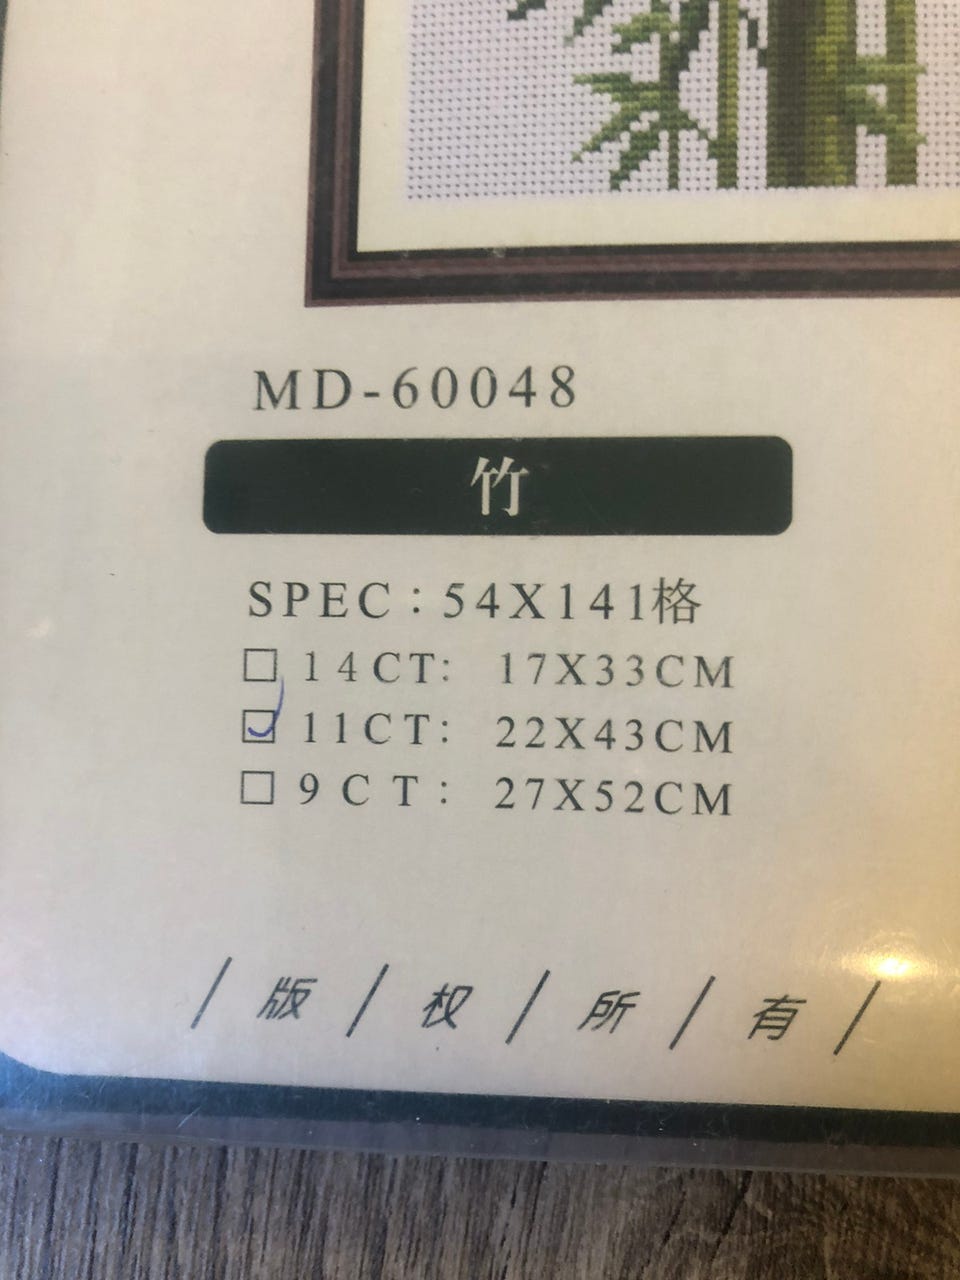 MD-60048
竹
SPEC：54X141格
□ 14CT: 17X33CM
☑ 11CT: 22X43CM
□ 9CT: 27X52CM
/ 版 / 权 / 所 / 有 /